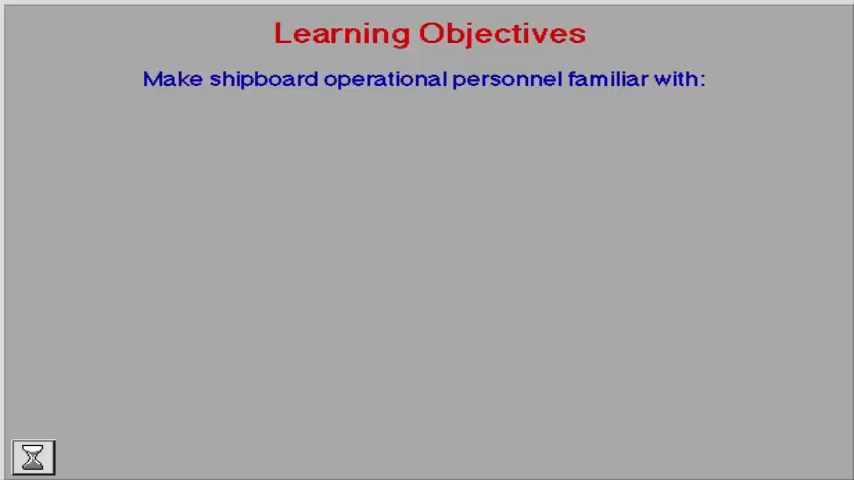 Learning Objectives
Make shipboard operational personnel familiar with: